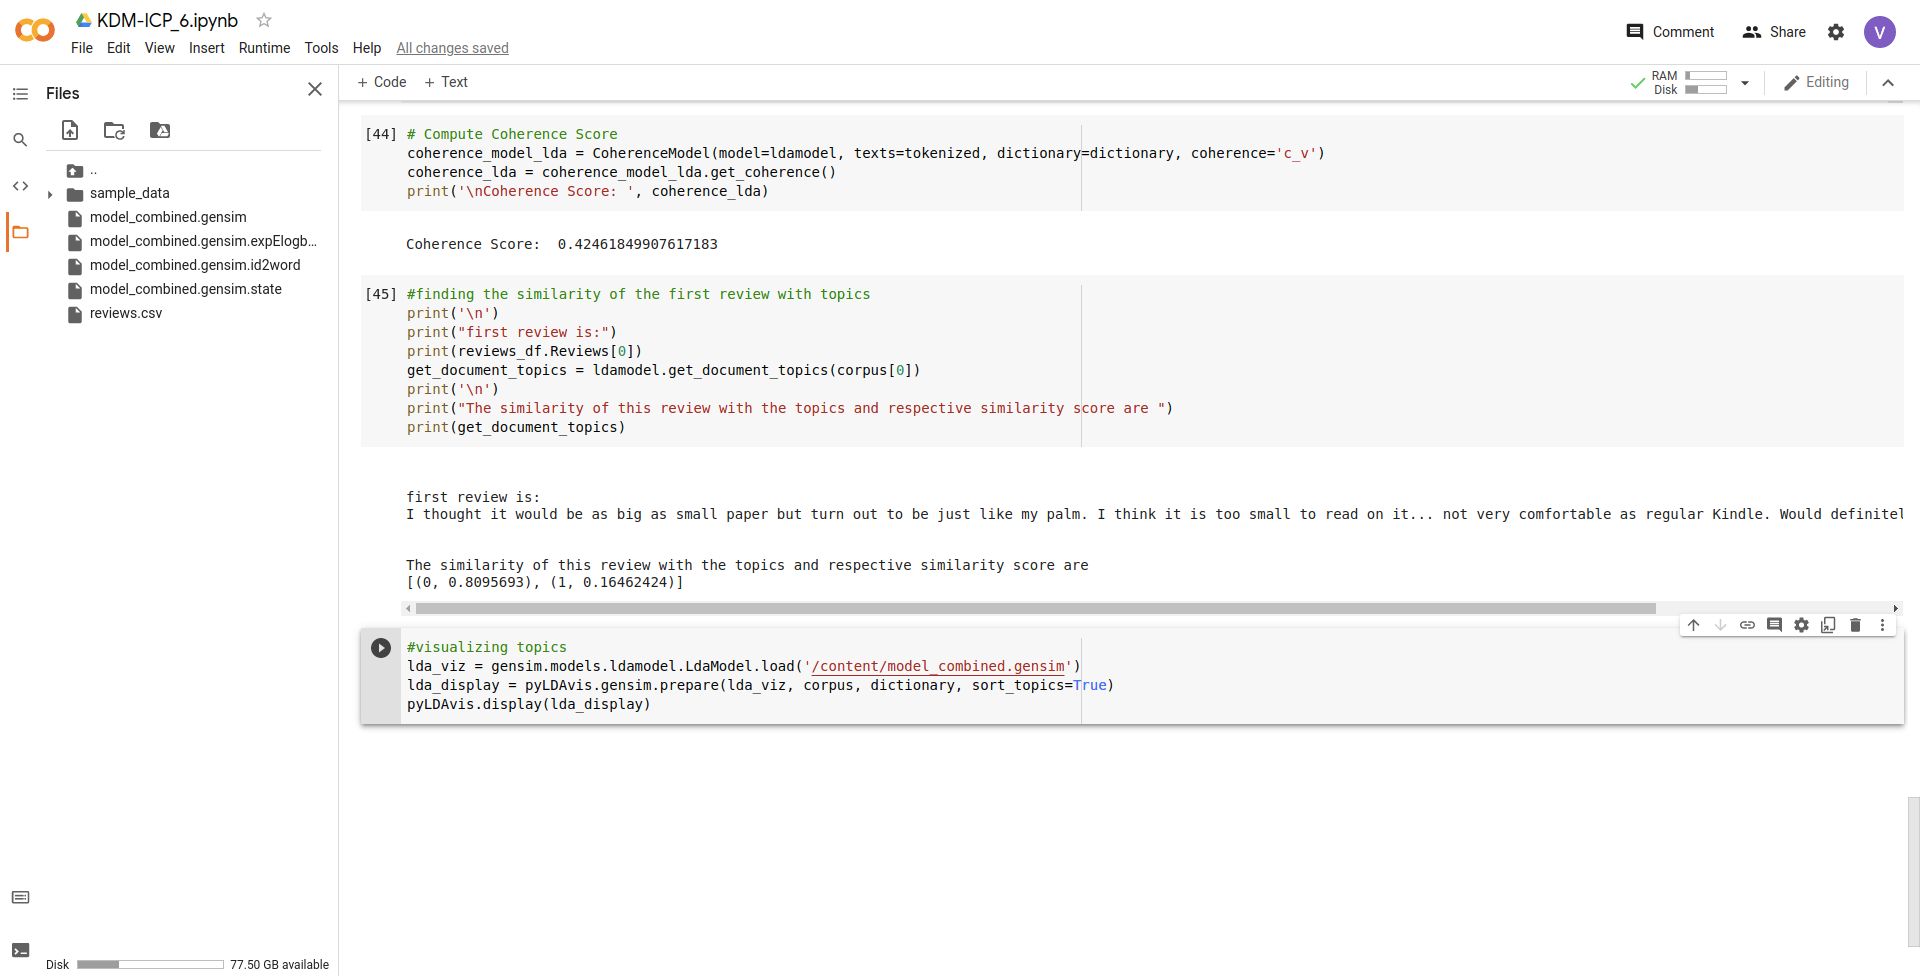 KDM-ICP_6.ipynb
File Edit View Insert Runtime Tools Help All changes saved
Comment Share V
Files
+ Code + Text
RAM
Disk
Editing
..
sample_data
model_combined.gensim
model_combined.gensim.expElogb…
model_combined.gensim.id2word
model_combined.gensim.state
reviews.csv
[44] # Compute Coherence Score
coherence_model_lda = CoherenceModel(model=ldamodel, texts=tokenized, dictionary=dictionary, coherence='c_v')
coherence_lda = coherence_model_lda.get_coherence()
print('\nCoherence Score: ', coherence_lda)
Coherence Score:  0.42461849907617183
[45] #finding the similarity of the first review with topics
print('\n')
print("first review is:")
print(reviews_df.Reviews[0])
get_document_topics = ldamodel.get_document_topics(corpus[0])
print('\n')
print("The similarity of this review with the topics and respective similarity score are ")
print(get_document_topics)
first review is:
I thought it would be as big as small paper but turn out to be just like my palm. I think it is too small to read on it... not very comfortable as regular Kindle. Would definitel
The similarity of this review with the topics and respective similarity score are
[(0, 0.8095693), (1, 0.16462424)]
#visualizing topics
lda_viz = gensim.models.ldamodel.LdaModel.load('/content/model_combined.gensim')
lda_display = pyLDAvis.gensim.prepare(lda_viz, corpus, dictionary, sort_topics=True)
pyLDAvis.display(lda_display)
Disk 77.50 GB available